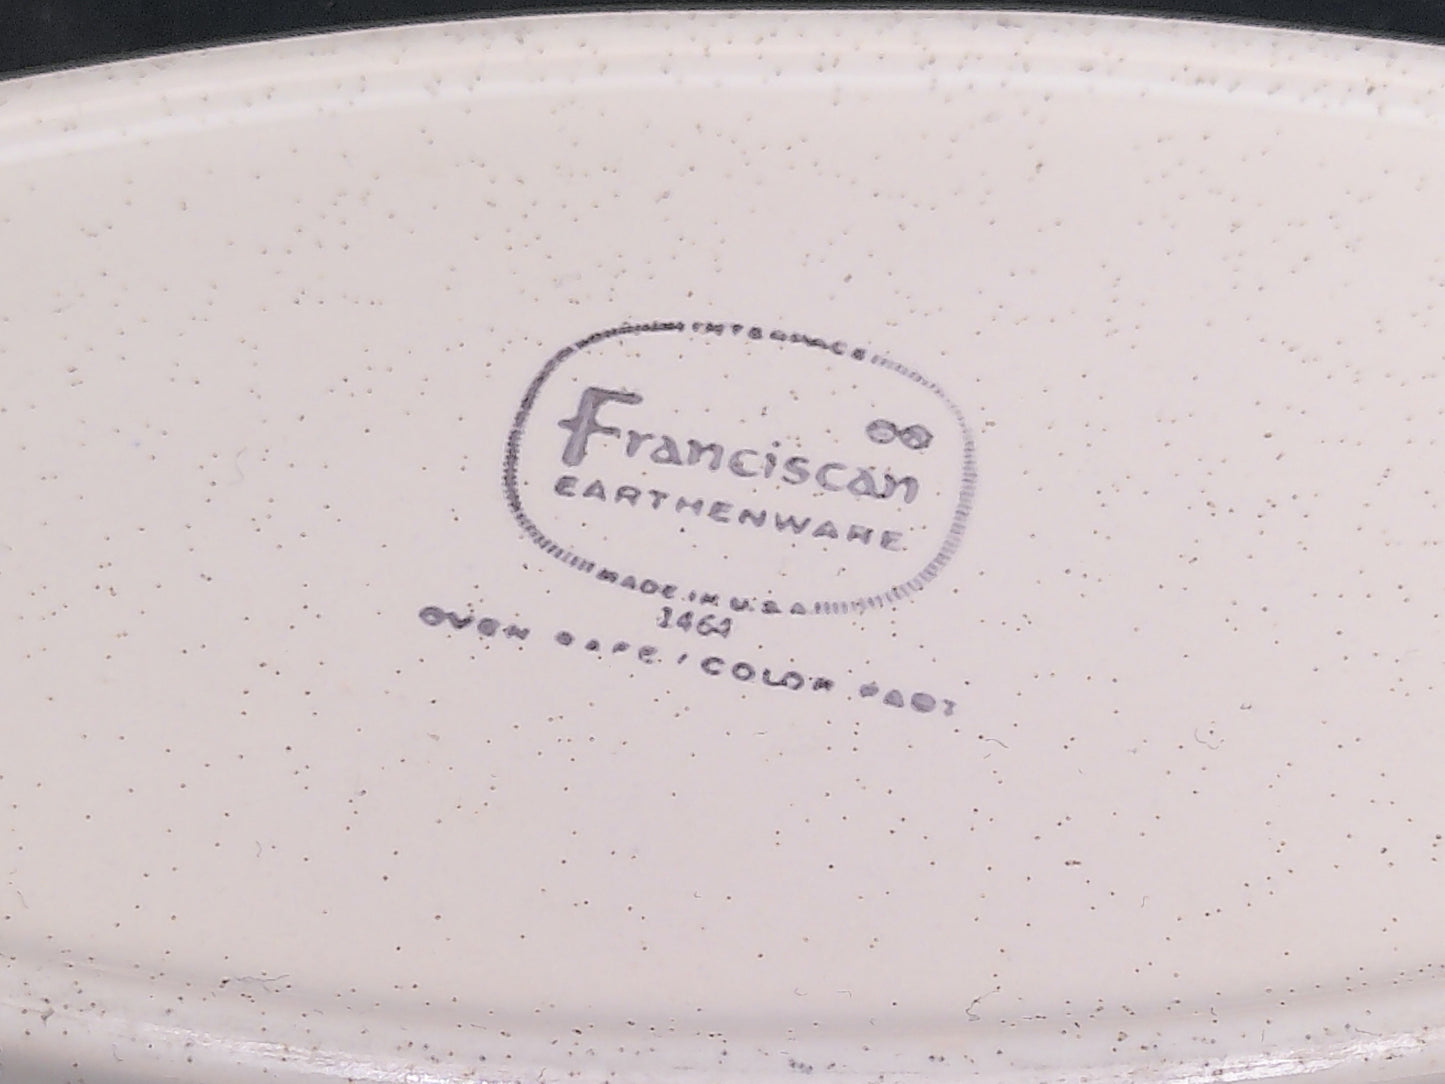 INTERPACE
∞
Franciscan
EARTHENWARE
MADE IN U.S.A.
1464
OVEN SAFE / COLOR FAST